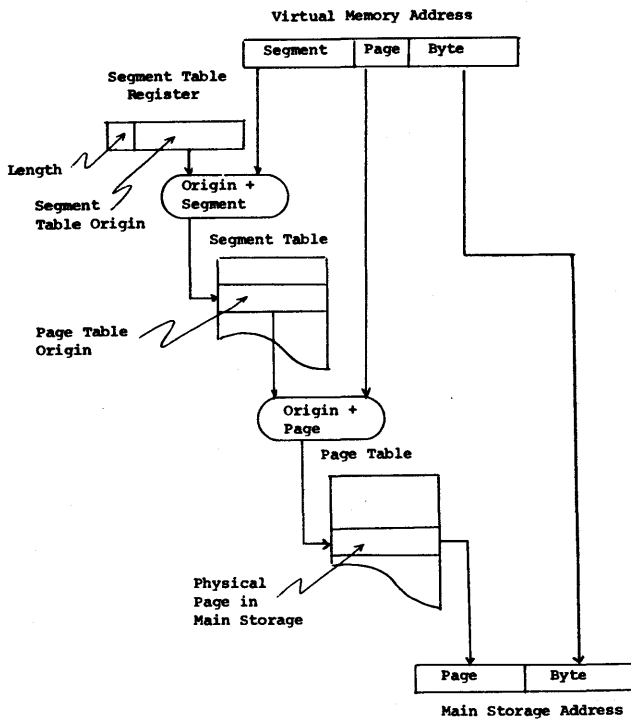 Virtual Memory Address
Segment Page Byte
Segment Table
Register
Length
Segment
Table Origin
Origin +
Segment
Segment Table
Page Table
Origin
Origin +
Page
Page Table
Physical
Page in
Main Storage
Page Byte
Main Storage Address